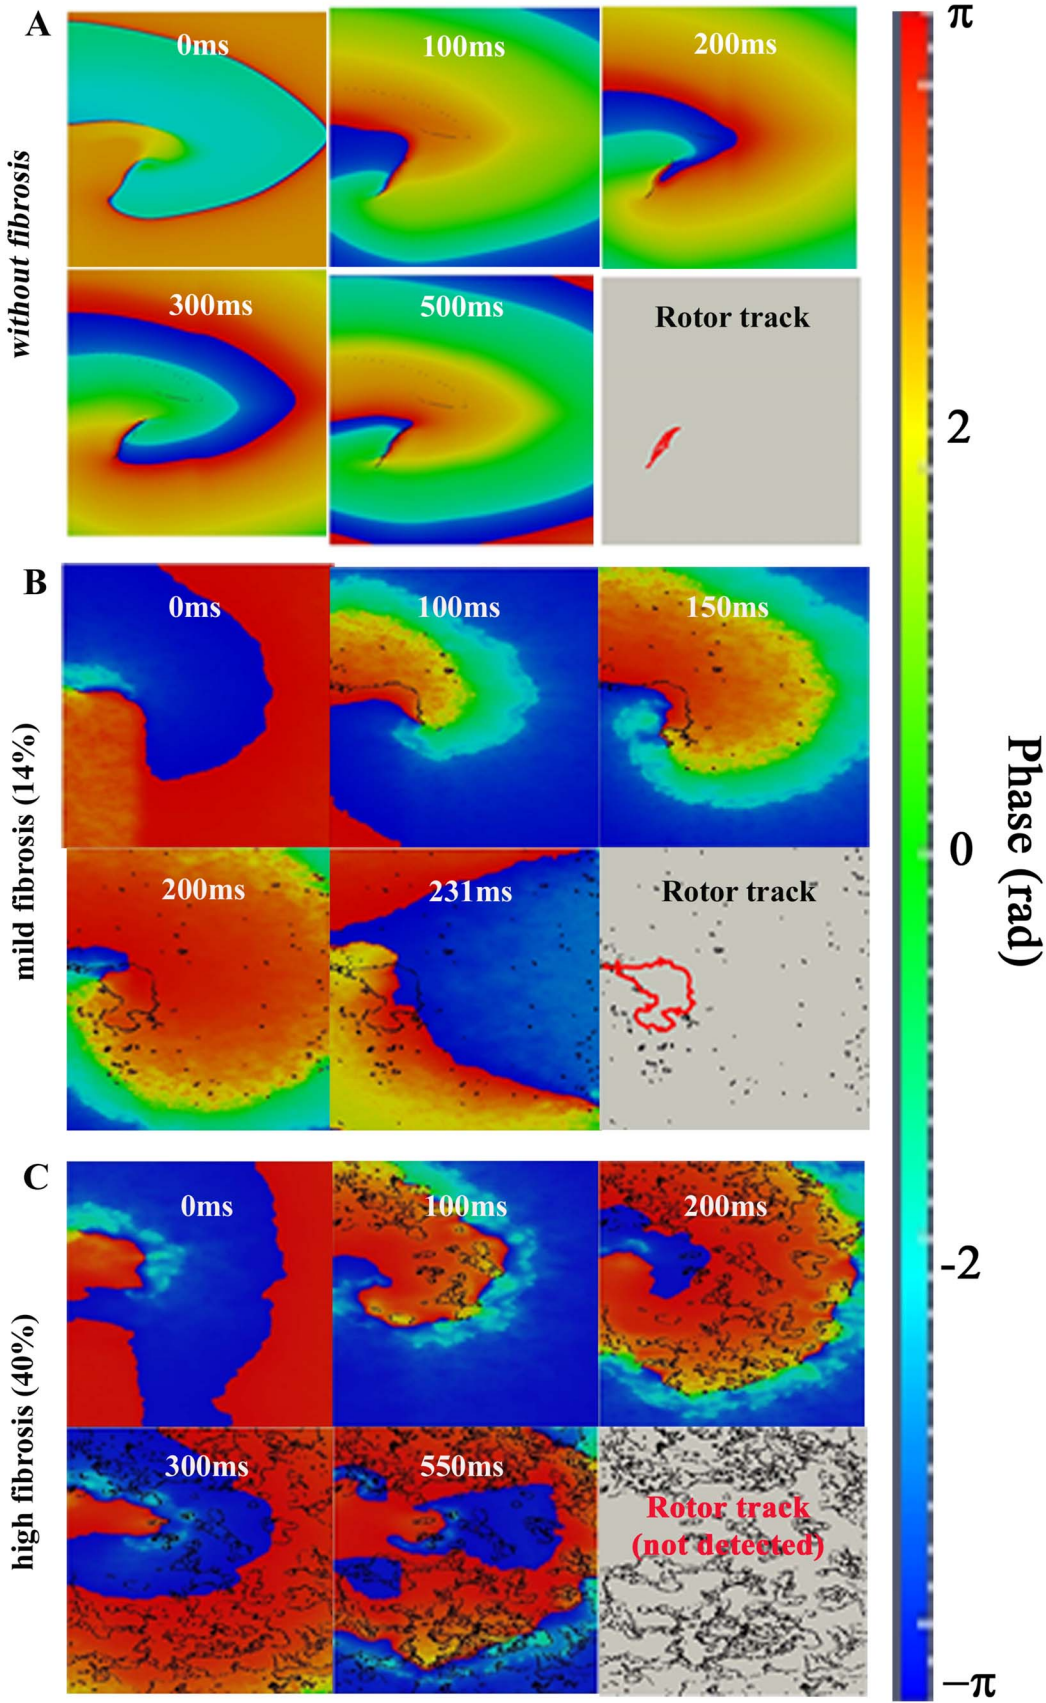 A
without fibrosis
0ms
100ms
200ms
300ms
500ms
Rotor track
B
mild fibrosis (14%)
0ms
100ms
150ms
200ms
231ms
Rotor track
C
high fibrosis (40%)
0ms
100ms
200ms
300ms
550ms
Rotor track
(not detected)
π
2
0
-2
−π
Phase (rad)